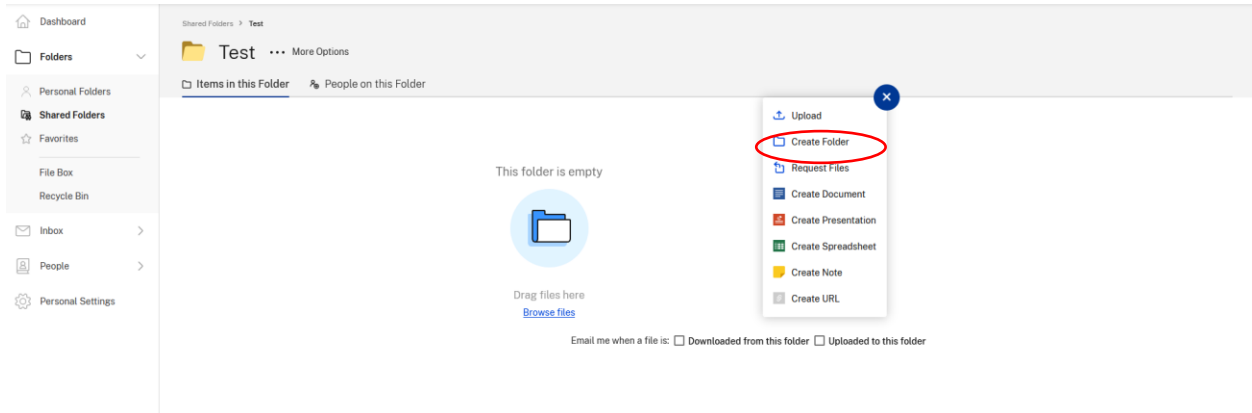 Dashboard
Folders
Personal Folders
Shared Folders
Favorites
File Box
Recycle Bin
Inbox
People
Personal Settings
Shared Folders > Test
Test ••• More Options
Items in this Folder People on this Folder
Upload
Create Folder
Request Files
Create Document
Create Presentation
Create Spreadsheet
Create Note
Create URL
This folder is empty
Drag files here
Browse files
Email me when a file is: Downloaded from this folder Uploaded to this folder